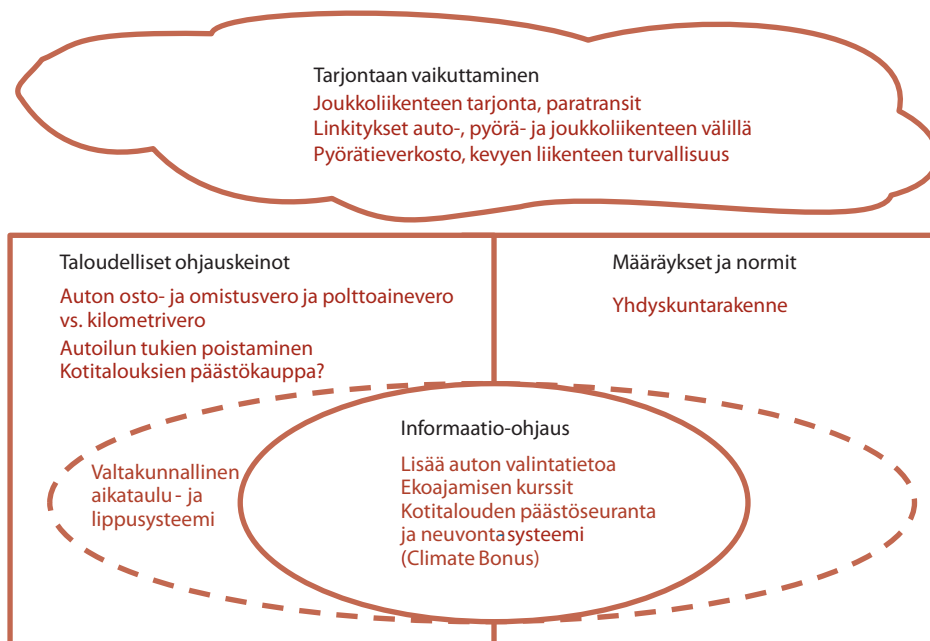 Tarjontaan vaikuttaminen
Joukkoliikenteen tarjonta, paratransit
Linkitykset auto-, pyörä- ja joukkoliikenteen välillä
Pyörätieverkosto, kevyen liikenteen turvallisuus
Taloudelliset ohjauskeinot
Auton osto- ja omistusvero ja polttoainevero
vs. kilometrivero
Autoilun tukien poistaminen
Kotitalouksien päästökauppa?
Määräykset ja normit
Yhdyskuntarakenne
Valtakunnallinen
aikataulu- ja
lippusysteemi
Informaatio-ohjaus
Lisää auton valintatietoa
Ekoajamisen kurssit
Kotitalouden päästöseuranta
ja neuvontasysteemi
(Climate Bonus)